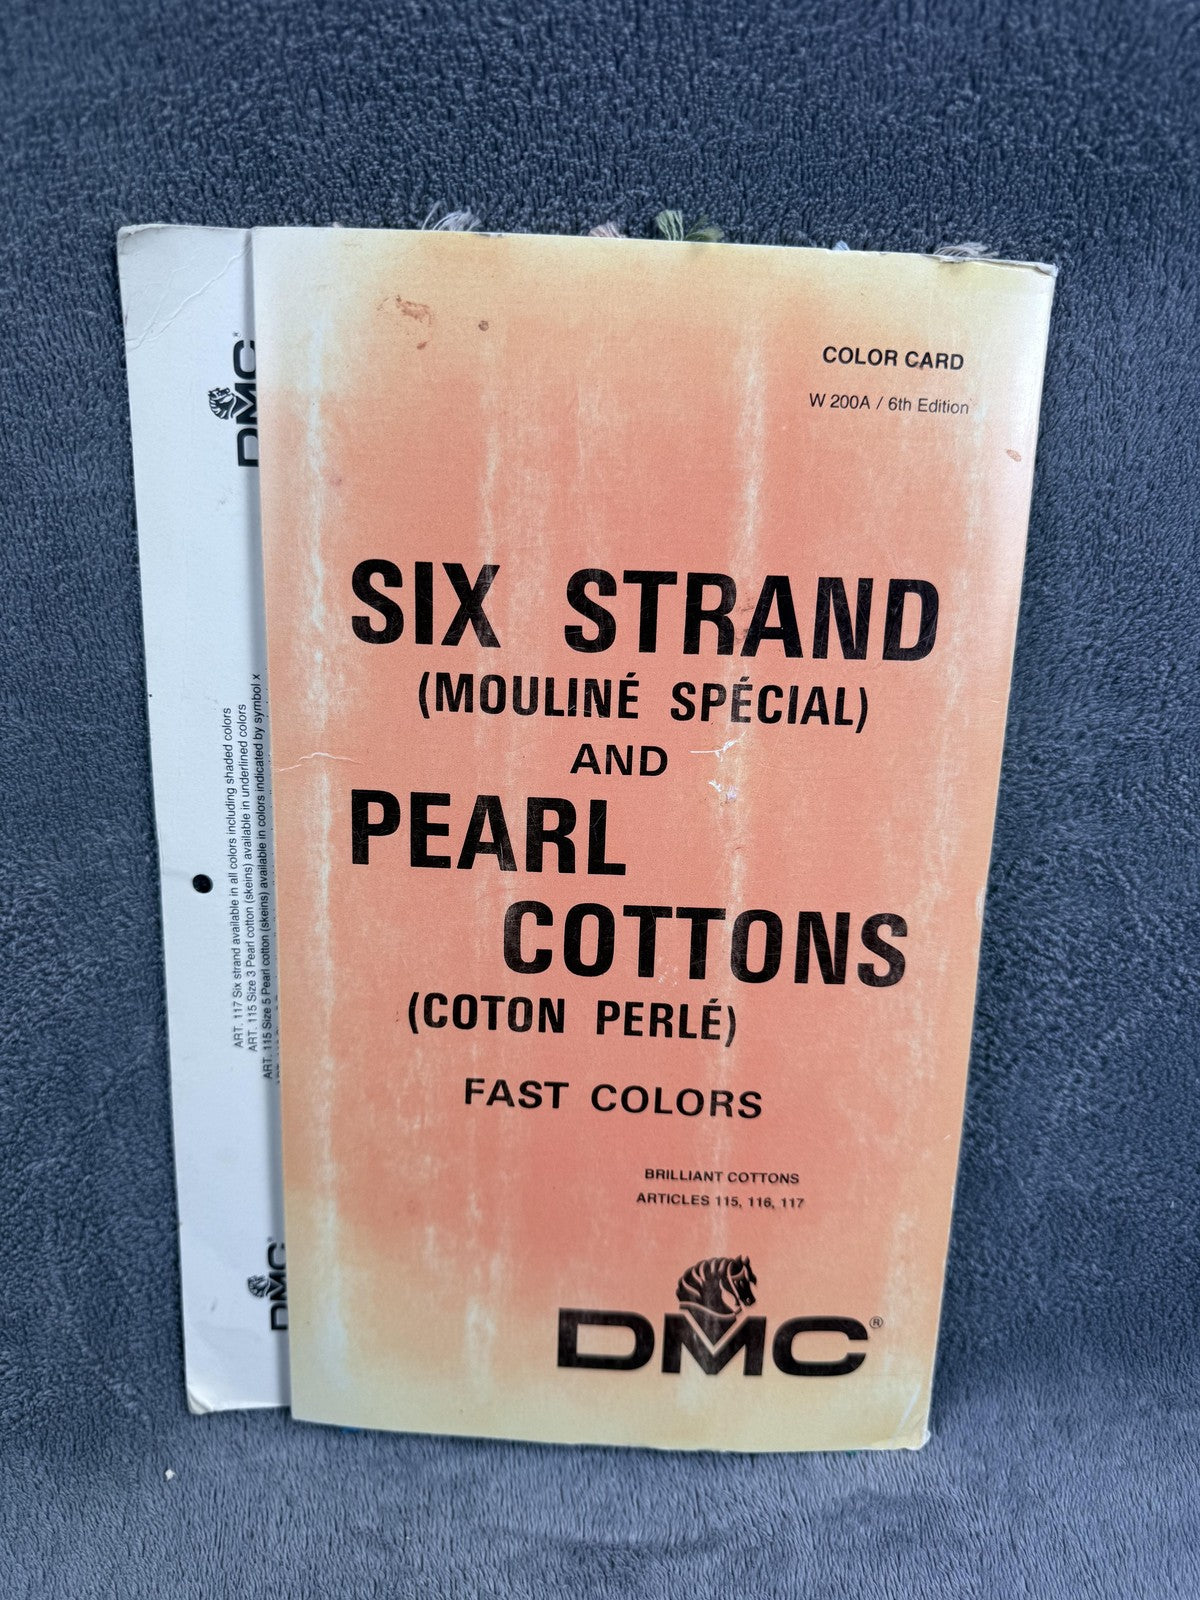 COLOR CARD
W 200A / 6th Edition
SIX STRAND
(MOULINÉ SPÉCIAL)
AND
PEARL
COTTONS
(COTON PERLÉ)
FAST COLORS
BRILLIANT COTTONS
ARTICLES 115, 116, 117
DMC®
DMC
ART. 117 Six strand available in all colors including shaded colors
ART. 115 Size 3 Pearl cotton (skeins) available in underlined colors
ART. 115 Size 5 Pearl cotton (skeins) available in colors indicated by symbol x
DMC